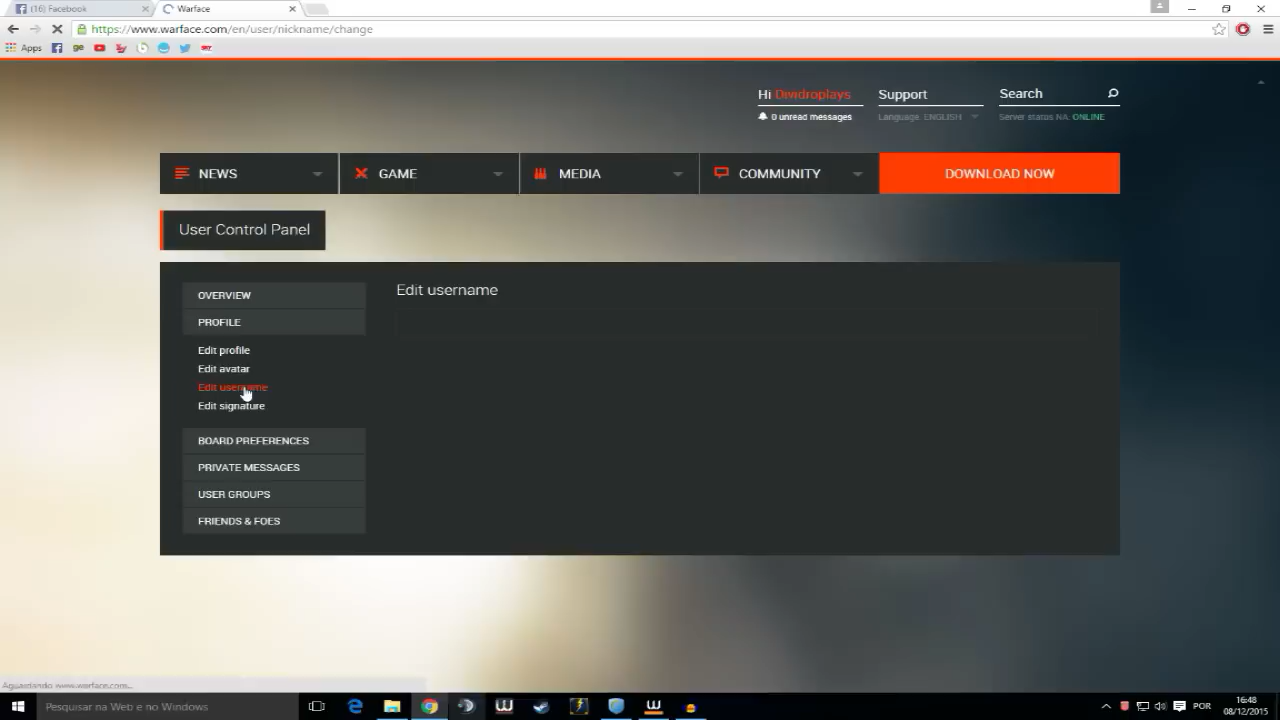 (16) Facebook
Warface
https://www.warface.com/en/user/nickname/change
Apps
Hi Dividroplays
Support
Search
0 unread messages
Language: ENGLISH
Server status NA: ONLINE
NEWS
GAME
MEDIA
COMMUNITY
DOWNLOAD NOW
User Control Panel
OVERVIEW
PROFILE
Edit profile
Edit avatar
Edit username
Edit signature
BOARD PREFERENCES
PRIVATE MESSAGES
USER GROUPS
FRIENDS & FOES
Edit username
Aguardando www.warface.com...
Pesquisar na Web e no Windows
POR
16:48
08/12/2015